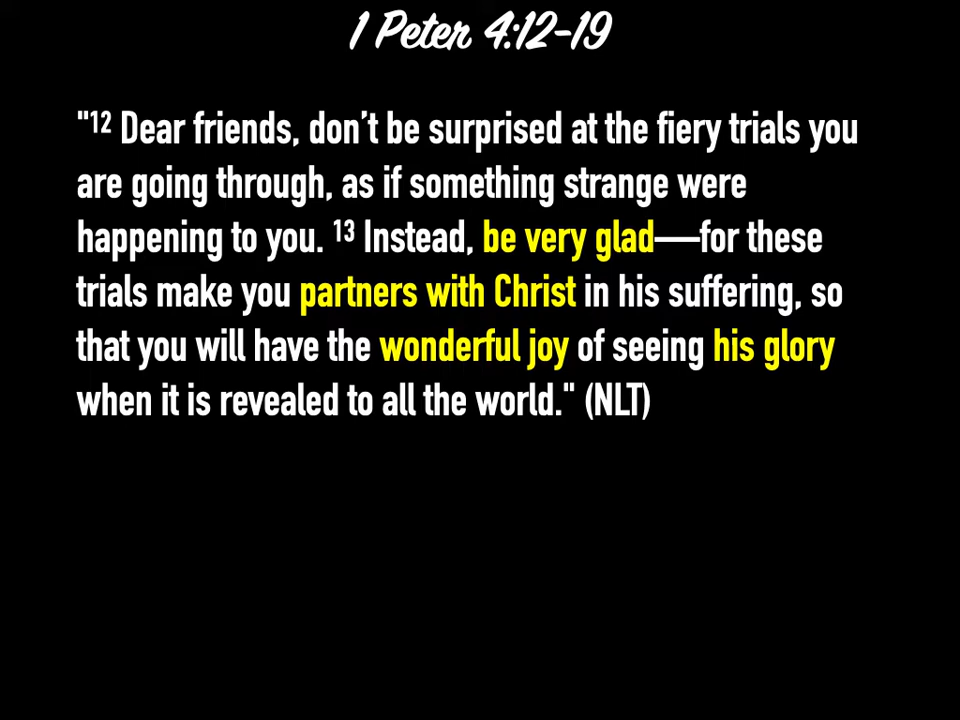 1 Peter 4:12-19
"¹² Dear friends, don’t be surprised at the fiery trials you
are going through, as if something strange were
happening to you. ¹³ Instead, be very glad—for these
trials make you partners with Christ in his suffering, so
that you will have the wonderful joy of seeing his glory
when it is revealed to all the world." (NLT)